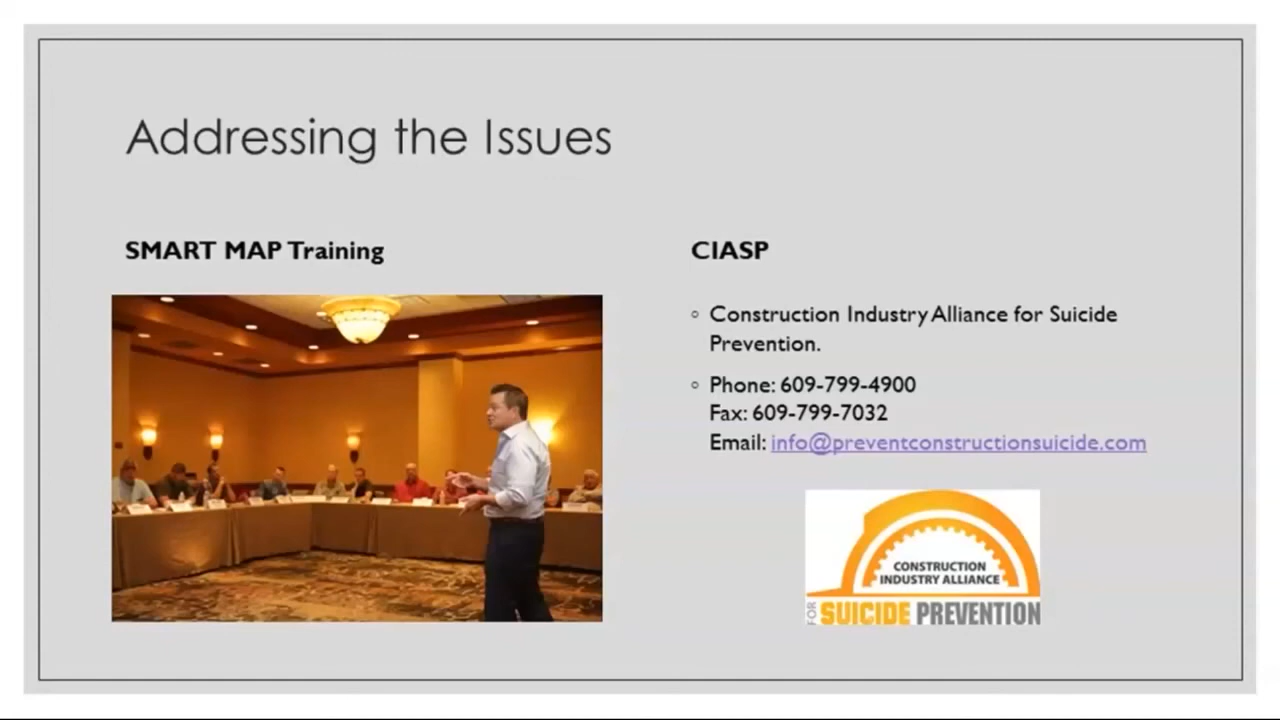 Addressing the Issues
SMART MAP Training
CIASP
Construction Industry Alliance for Suicide
Prevention.
Phone: 609-799-4900
Fax: 609-799-7032
Email: info@preventconstructionsuicide.com
CONSTRUCTION
INDUSTRY ALLIANCE
FOR SUICIDE PREVENTION